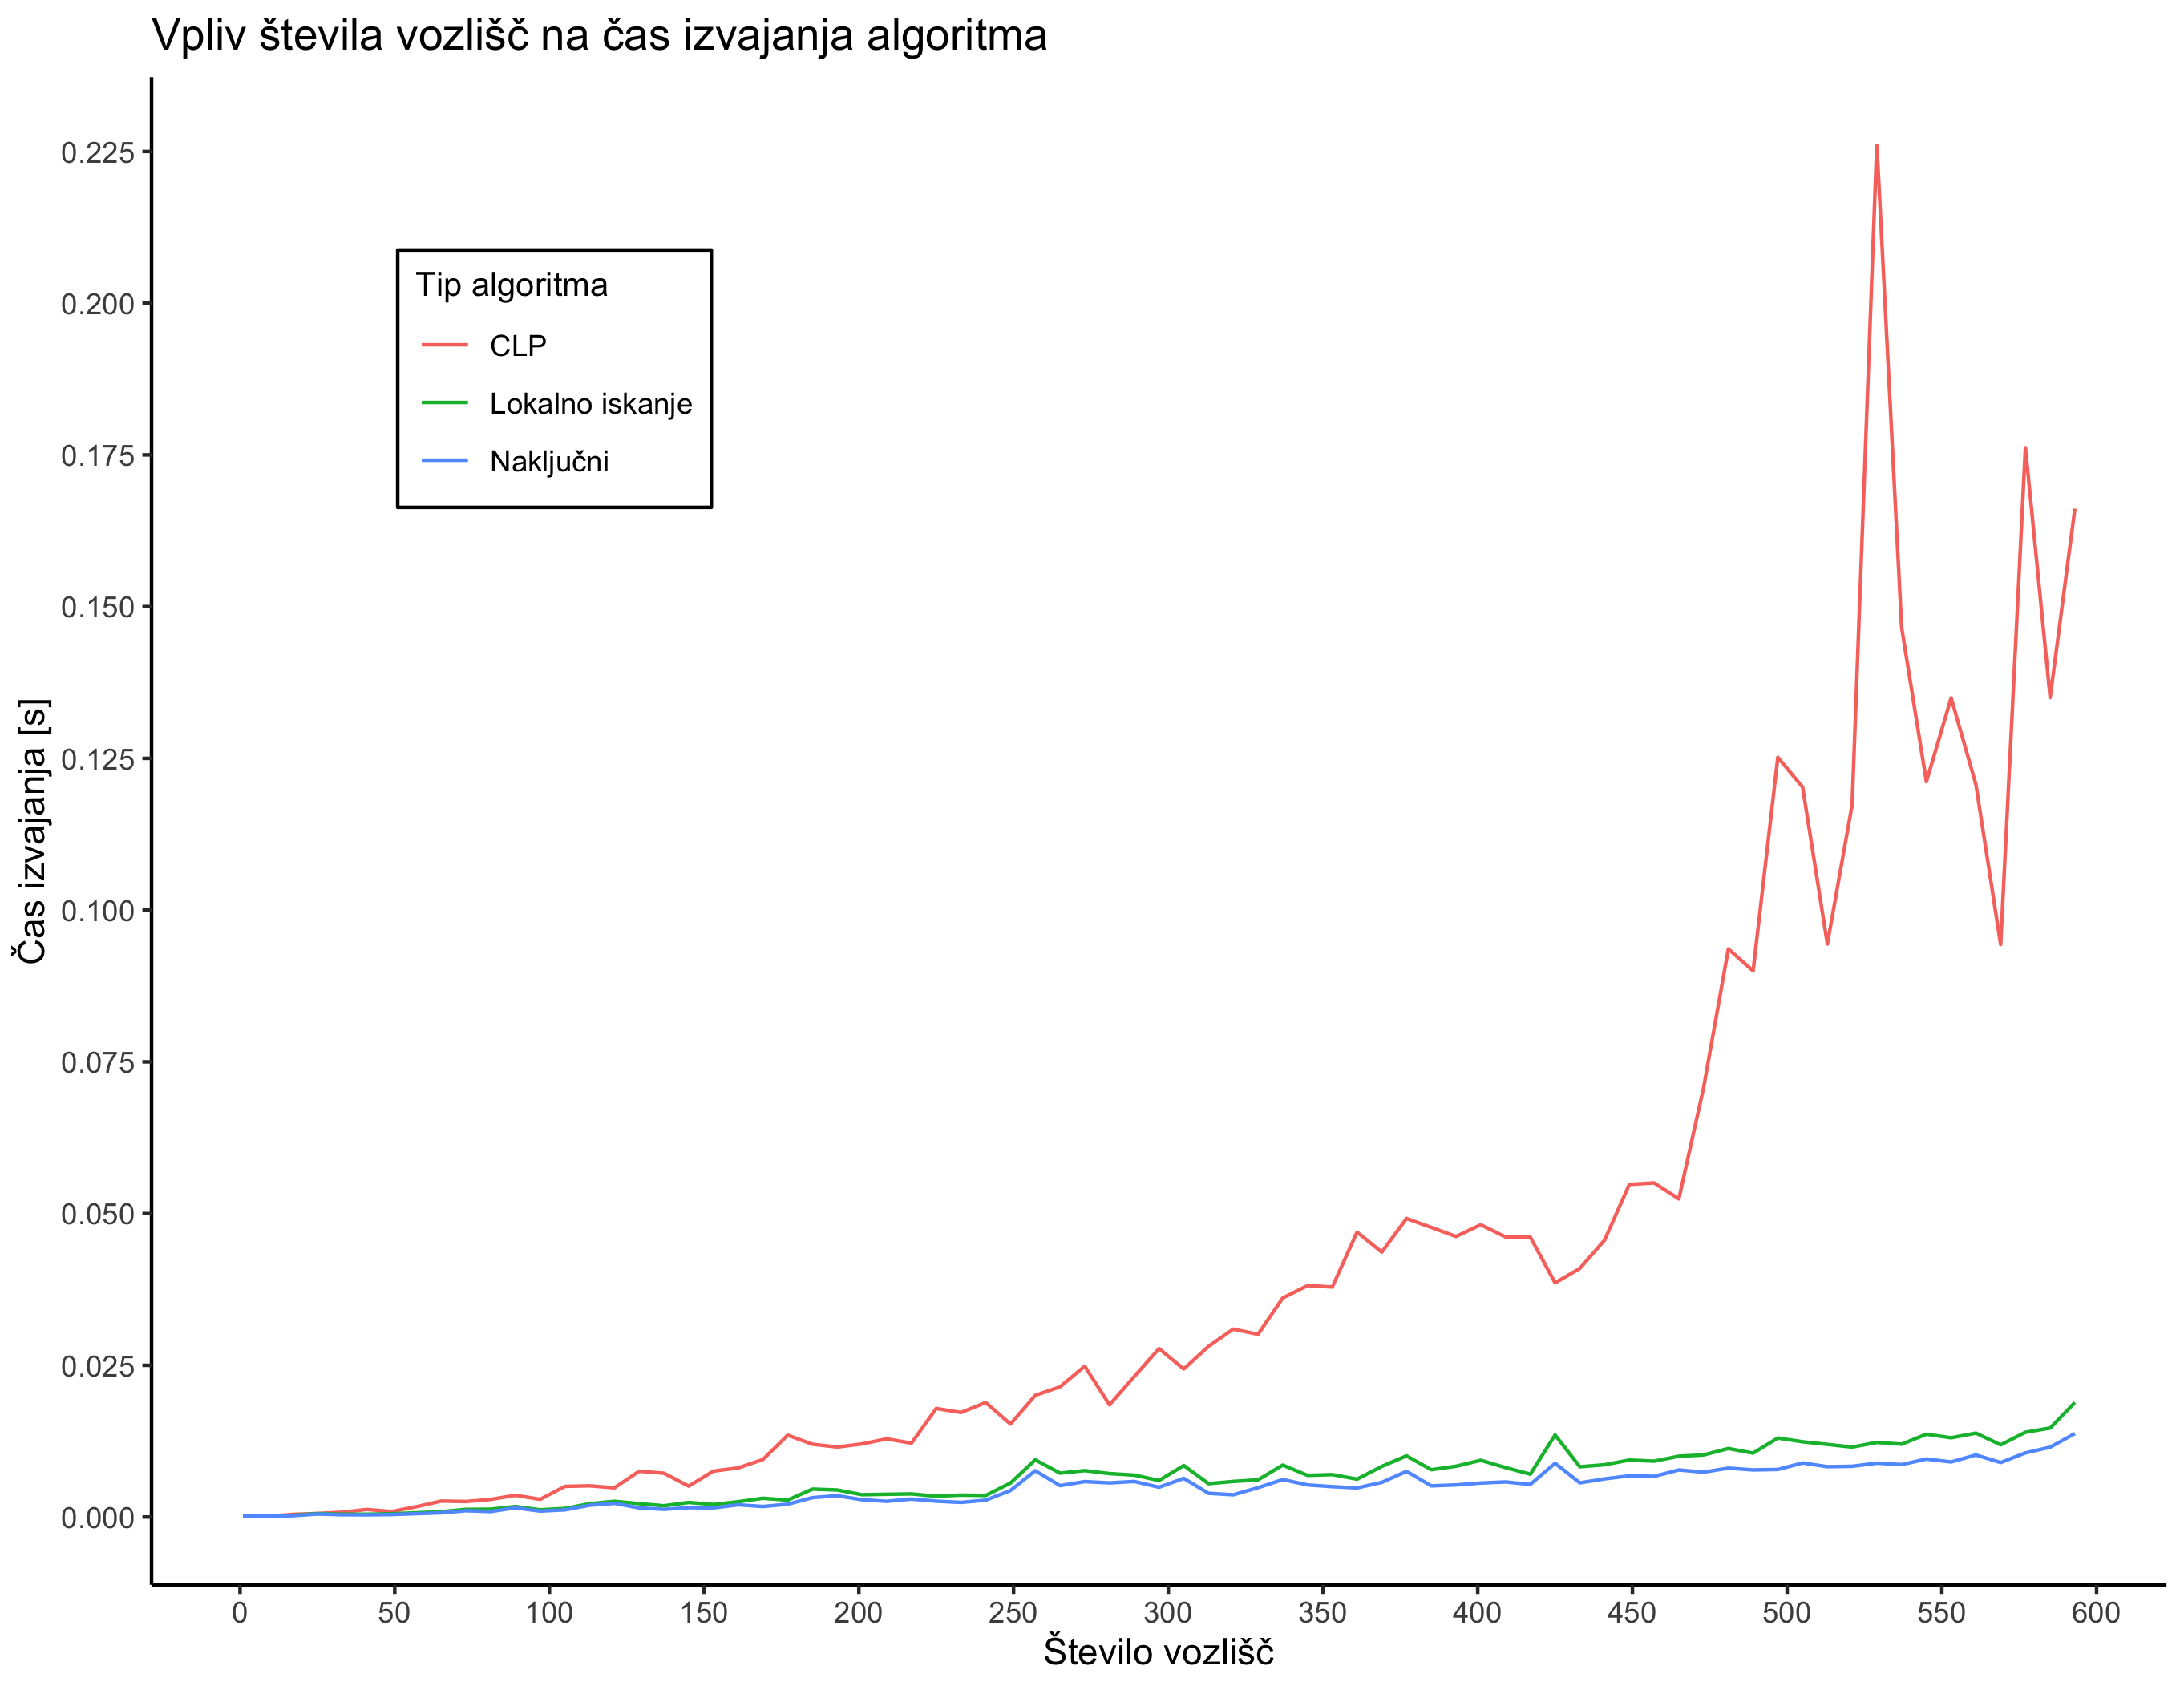 Vpliv števila vozlišč na čas izvajanja algoritma
0.225
0.200
0.175
0.150
0.125
0.100
0.075
0.050
0.025
0.000
Čas izvajanja [s]
Tip algoritma
CLP
Lokalno iskanje
Naključni
0 50 100 150 200 250 300 350 400 450 500 550 600
Število vozlišč